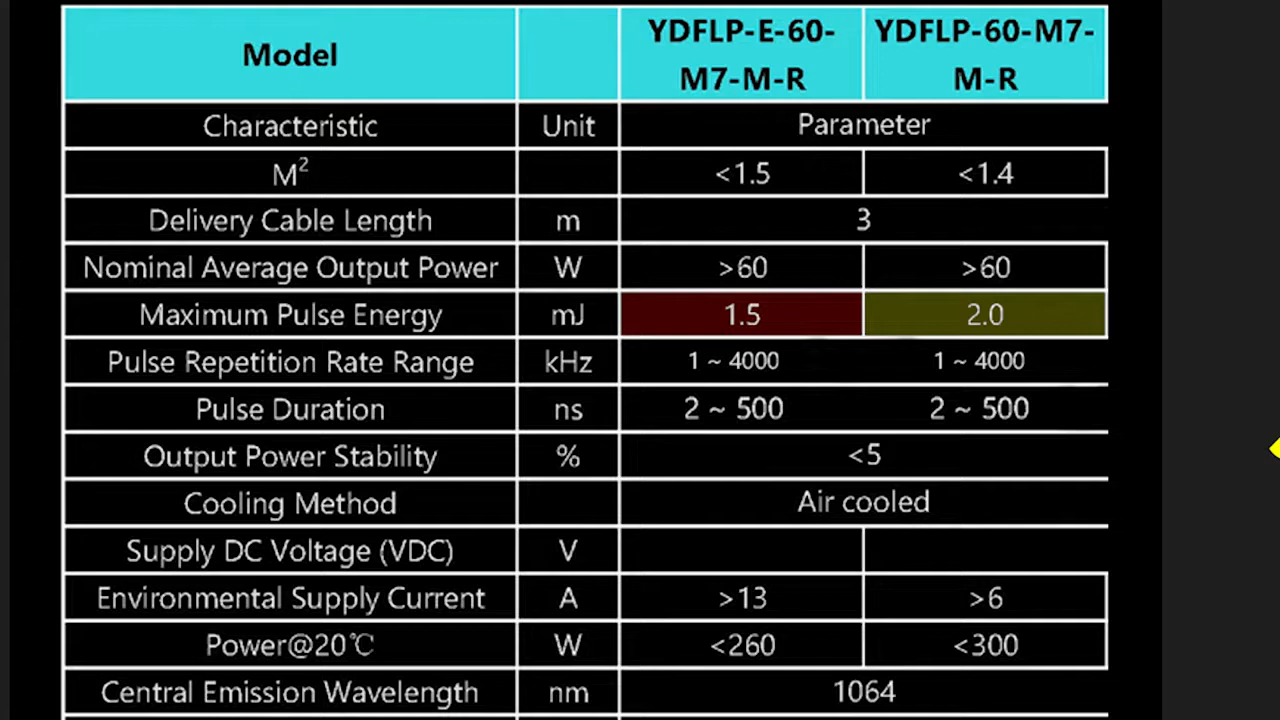 Model YDFLP-E-60-M7-M-R YDFLP-60-M7-M-R
Characteristic Unit Parameter
M² <1.5 <1.4
Delivery Cable Length m 3
Nominal Average Output Power W >60 >60
Maximum Pulse Energy mJ 1.5 2.0
Pulse Repetition Rate Range kHz 1 ~ 4000 1 ~ 4000
Pulse Duration ns 2 ~ 500 2 ~ 500
Output Power Stability % <5
Cooling Method Air cooled
Supply DC Voltage (VDC) V
Environmental Supply Current A >13 >6
Power@20℃ W <260 <300
Central Emission Wavelength nm 1064